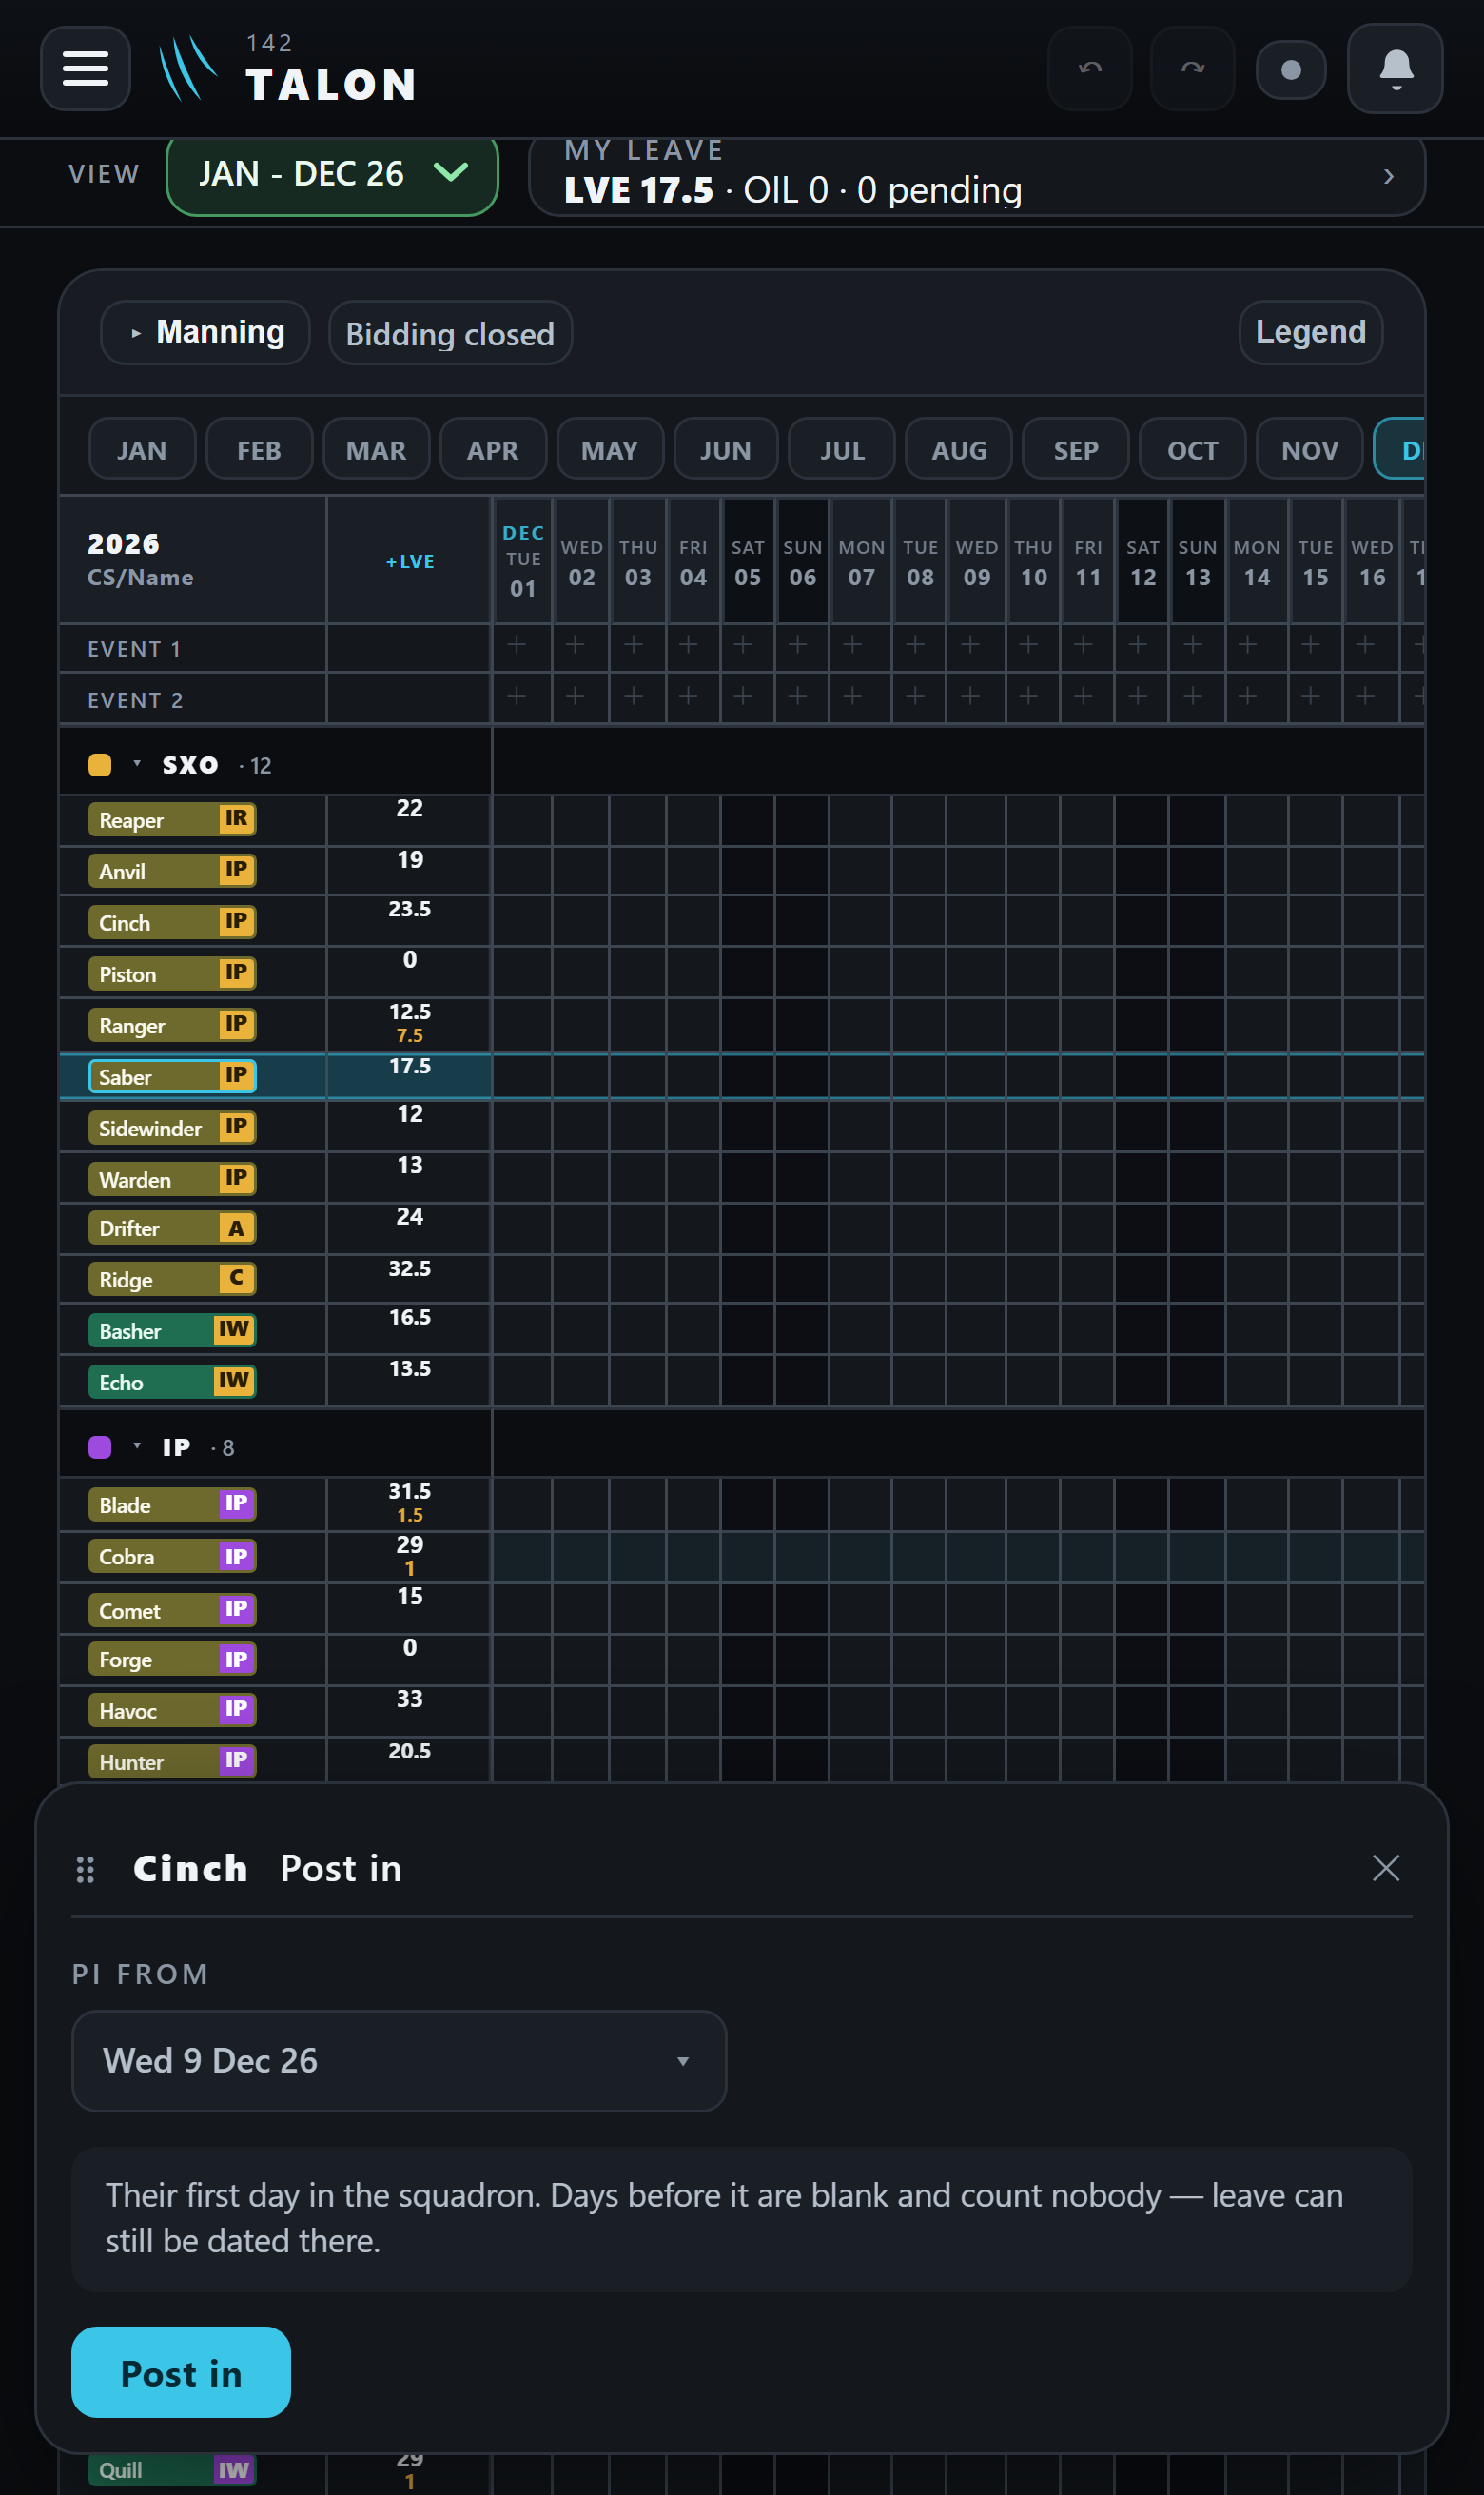 142
TALON
VIEW
JAN - DEC 26
MY LEAVE
LVE 17.5 · OIL 0 · 0 pending
Manning
Bidding closed
Legend
JAN FEB MAR APR MAY JUN JUL AUG SEP OCT NOV
2026
CS/Name
+LVE
DEC
TUE WED THU FRI SAT SUN MON TUE WED THU FRI SAT SUN MON TUE WED
01 02 03 04 05 06 07 08 09 10 11 12 13 14 15 16
EVENT 1
EVENT 2
SXO · 12
Reaper IR 22
Anvil IP 19
Cinch IP 23.5
Piston IP 0
Ranger IP 12.5
7.5
Saber IP 17.5
Sidewinder IP 12
Warden IP 13
Drifter A 24
Ridge C 32.5
Basher IW 16.5
Echo IW 13.5
IP · 8
Blade IP 31.5
1.5
Cobra IP 29
1
Comet IP 15
Forge IP 0
Havoc IP 33
Hunter IP 20.5
Cinch Post in
PI FROM
Wed 9 Dec 26
Their first day in the squadron. Days before it are blank and count nobody — leave can
still be dated there.
Post in
Quill IW 29
1